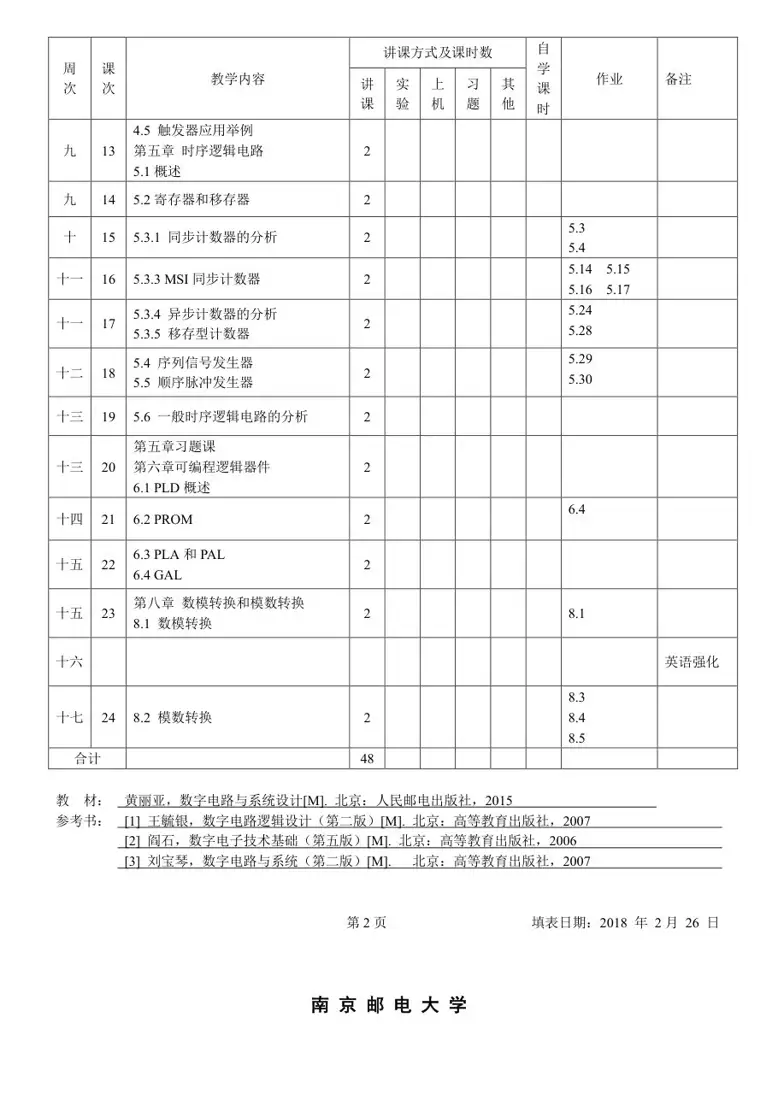 周次 课次 教学内容 讲课方式及课时数 自学课时 作业 备注
讲课 实验 上机 习题 其他
九 13 4.5 触发器应用举例
第五章 时序逻辑电路
5.1 概述 2
九 14 5.2 寄存器和移存器 2
十 15 5.3.1 同步计数器的分析 2 5.3
5.4
十一 16 5.3.3 MSI 同步计数器 2 5.14 5.15
5.16 5.17
十一 17 5.3.4 异步计数器的分析
5.3.5 移存型计数器 2 5.24
5.28
十二 18 5.4 序列信号发生器
5.5 顺序脉冲发生器 2 5.29
5.30
十三 19 5.6 一般时序逻辑电路的分析 2
十三 20 第五章习题课
第六章可编程逻辑器件
6.1 PLD 概述 2
十四 21 6.2 PROM 2 6.4
十五 22 6.3 PLA 和 PAL
6.4 GAL 2
十五 23 第八章 数模转换和模数转换
8.1 数模转换 2 8.1
十六 英语强化
十七 24 8.2 模数转换 2 8.3
8.4
8.5
合计 48
教 材： 黄丽亚，数字电路与系统设计[M]. 北京：人民邮电出版社，2015
参考书： [1] 王毓银，数字电路逻辑设计（第二版）[M]. 北京：高等教育出版社，2007
[2] 阎石，数字电子技术基础（第五版）[M]. 北京：高等教育出版社，2006
[3] 刘宝琴，数字电路与系统（第二版）[M]. 北京：高等教育出版社，2007
第 2 页 填表日期：2018 年 2 月 26 日
南 京 邮 电 大 学